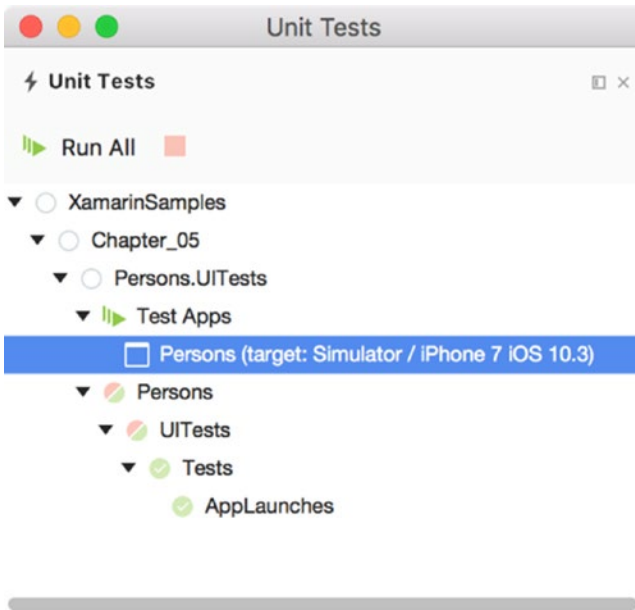 Unit Tests
Unit Tests
Run All
XamarinSamples
Chapter_05
Persons.UITests
Test Apps
Persons (target: Simulator / iPhone 7 iOS 10.3)
Persons
UITests
Tests
AppLaunches